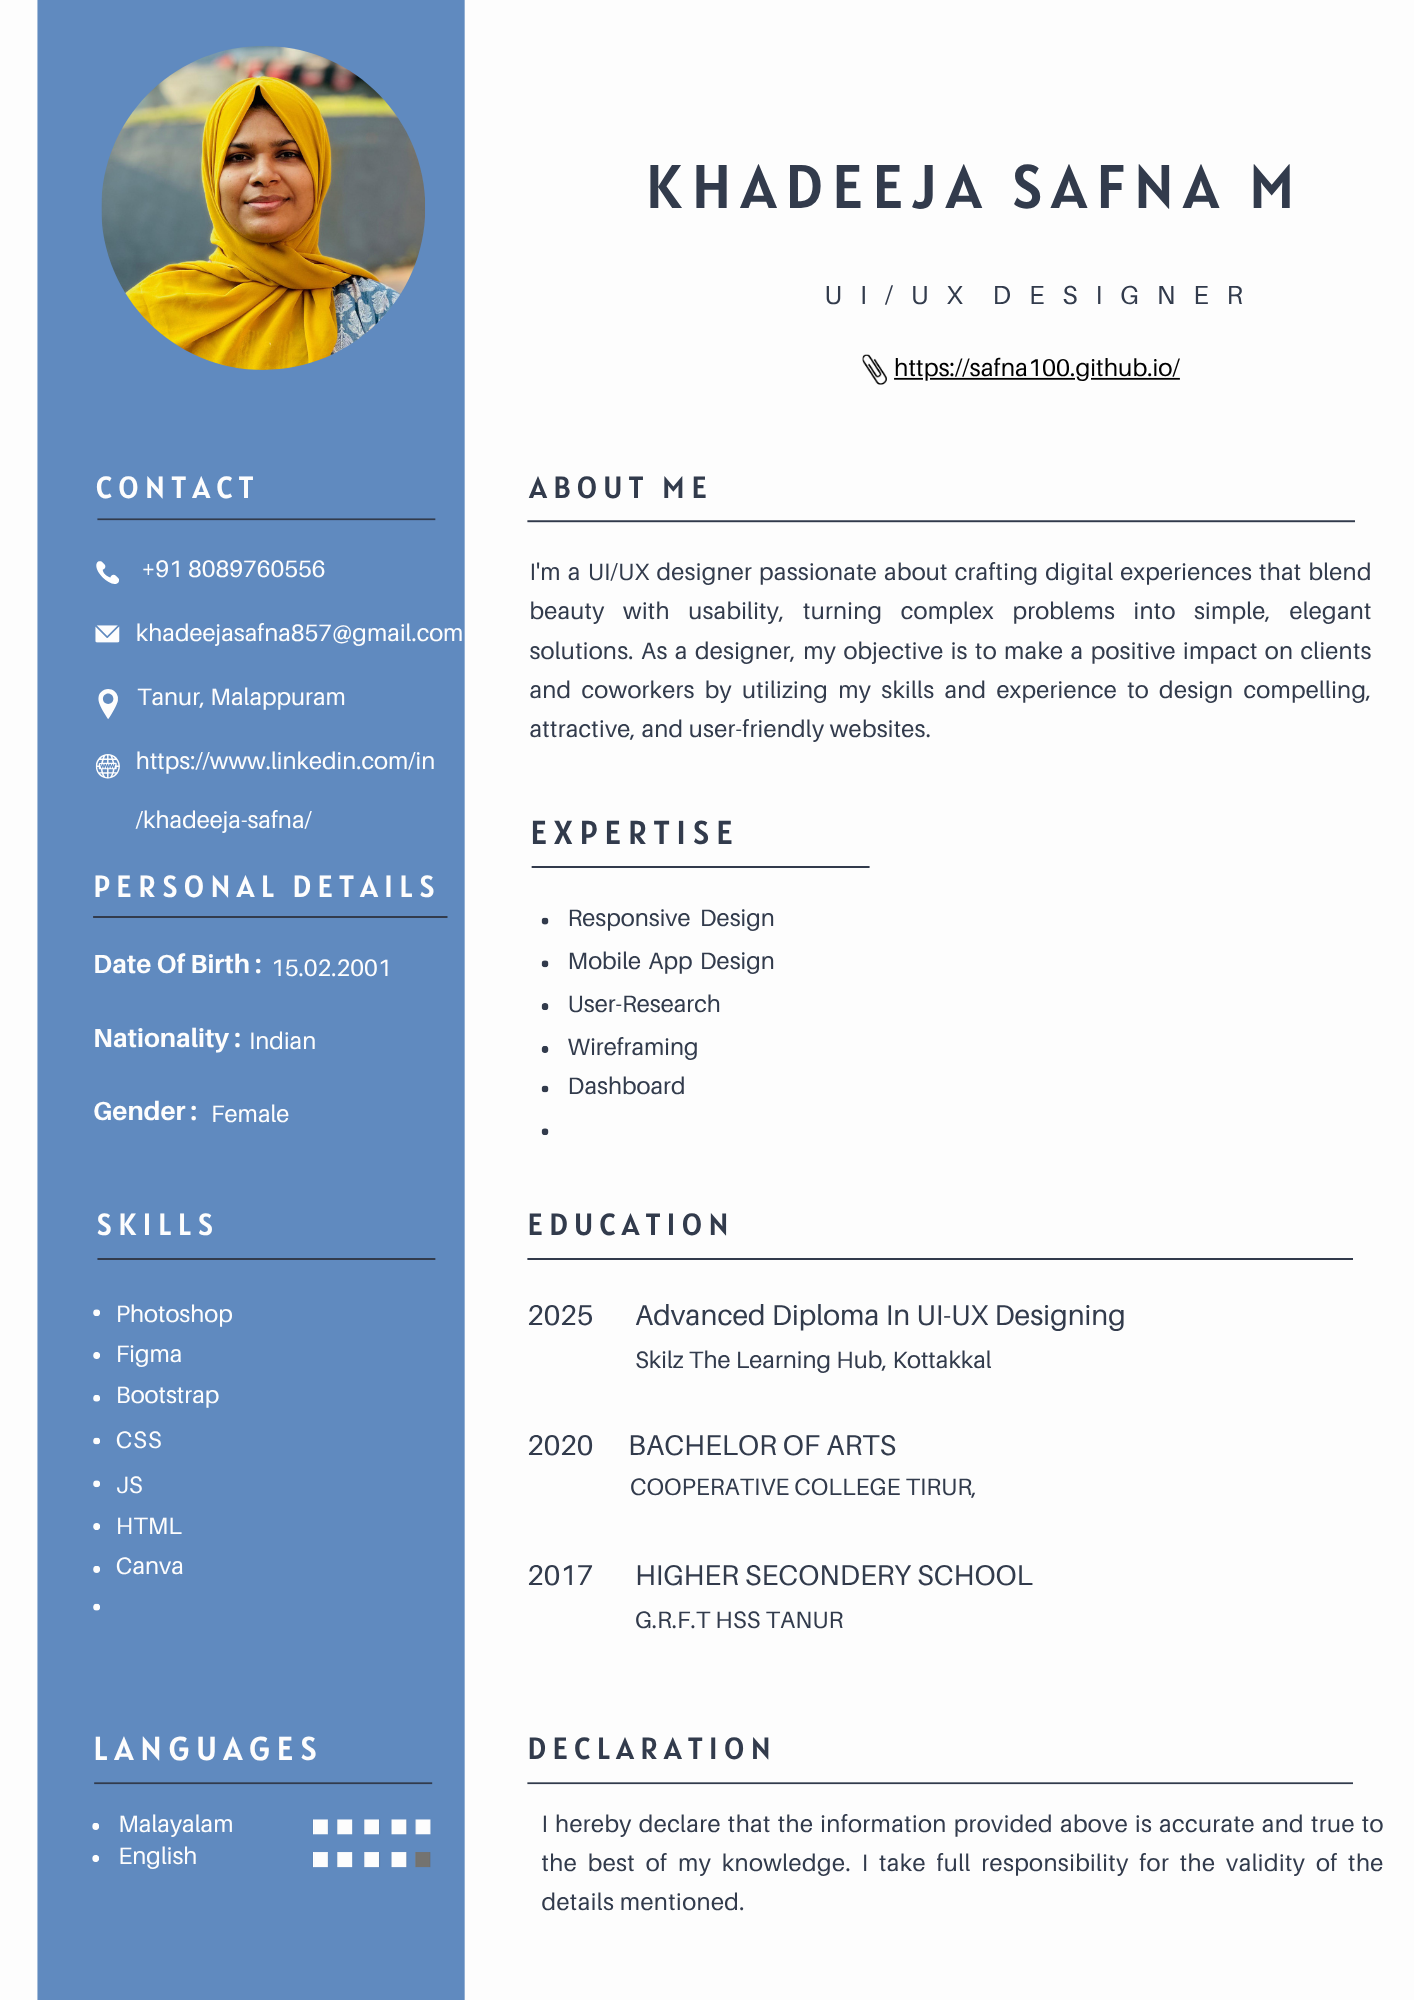 KHADEEJA SAFNA M
UI/UX DESIGNER
https://safna100.github.io/
CONTACT
+91 8089760556
khadeejasafna857@gmail.com
Tanur, Malappuram
https://www.linkedin.com/in
/khadeeja-safna/
PERSONAL DETAILS
Date Of Birth : 15.02.2001
Nationality : Indian
Gender : Female
SKILLS
• Photoshop
• Figma
• Bootstrap
• CSS
• JS
• HTML
• Canva
•
LANGUAGES
• Malayalam
• English
ABOUT ME
I'm a UI/UX designer passionate about crafting digital experiences that blend
beauty with usability, turning complex problems into simple, elegant
solutions. As a designer, my objective is to make a positive impact on clients
and coworkers by utilizing my skills and experience to design compelling,
attractive, and user-friendly websites.
EXPERTISE
• Responsive Design
• Mobile App Design
• User-Research
• Wireframing
• Dashboard
•
EDUCATION
2025 Advanced Diploma In UI-UX Designing
Skilz The Learning Hub, Kottakkal
2020 BACHELOR OF ARTS
COOPERATIVE COLLEGE TIRUR,
2017 HIGHER SECONDERY SCHOOL
G.R.F.T HSS TANUR
DECLARATION
I hereby declare that the information provided above is accurate and true to
the best of my knowledge. I take full responsibility for the validity of the
details mentioned.